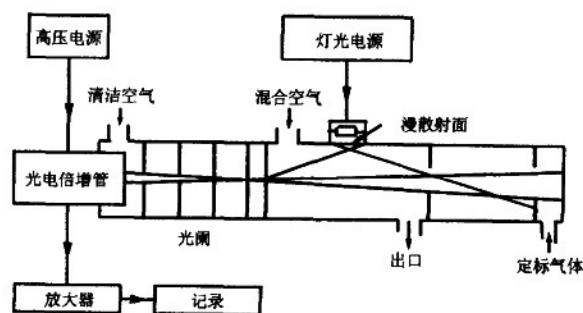 高压电源
灯光电源
清洁空气
混合空气
漫散射面
光电倍增管
光阑
出口
定标气体
放大器
记录